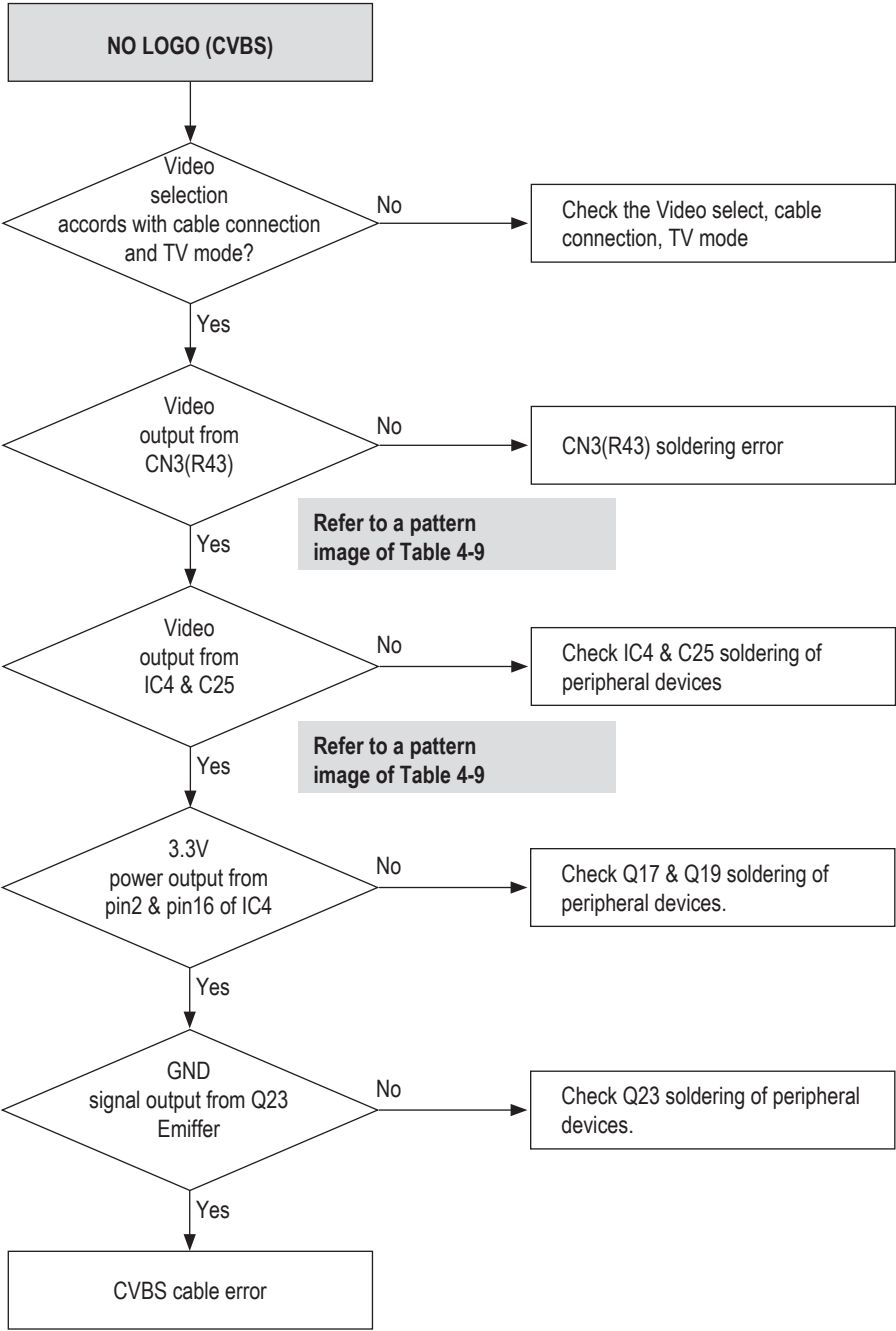 NO LOGO (CVBS)
Video
selection
accords with cable connection
and TV mode?
No
Check the Video select, cable
connection, TV mode
Yes
Video
output from
CN3(R43)
No
CN3(R43) soldering error
Refer to a pattern
image of Table 4-9
Yes
Video
output from
IC4 & C25
No
Check IC4 & C25 soldering of
peripheral devices
Refer to a pattern
image of Table 4-9
Yes
3.3V
power output from
pin2 & pin16 of IC4
No
Check Q17 & Q19 soldering of
peripheral devices.
Yes
GND
signal output from Q23
Emiffer
No
Check Q23 soldering of peripheral
devices.
Yes
CVBS cable error